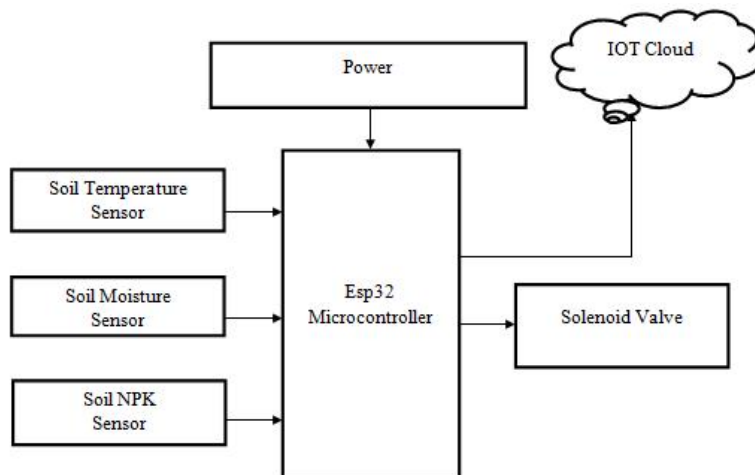 IOT Cloud
Power
Soil Temperature
Sensor
Soil Moisture
Sensor
Esp32
Microcontroller
Solenoid Valve
Soil NPK
Sensor